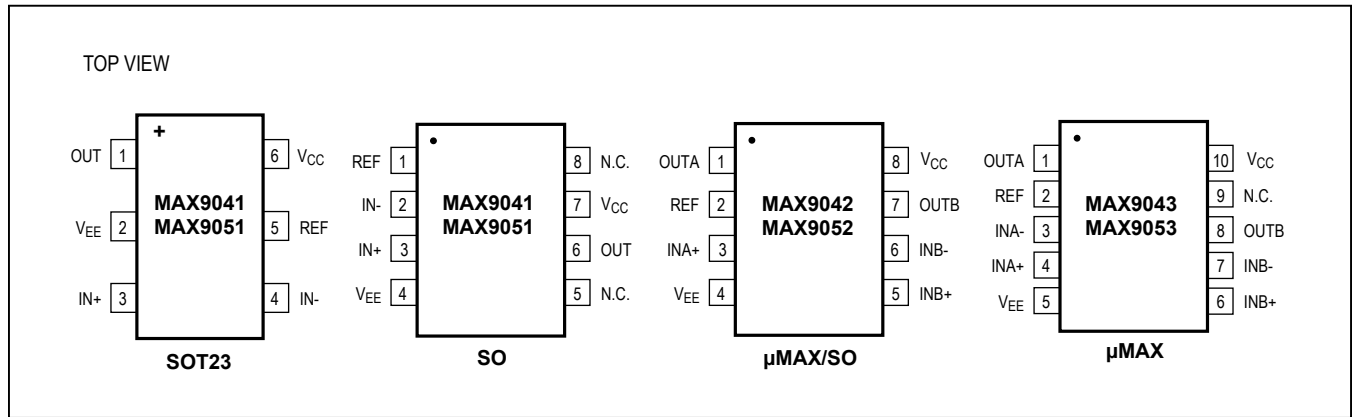 TOP VIEW
+
OUT 1
VEE 2
IN+ 3
6 VCC
5 REF
4 IN-
MAX9041
MAX9051
SOT23
REF 1
IN- 2
IN+ 3
VEE 4
8 N.C.
7 VCC
6 OUT
5 N.C.
MAX9041
MAX9051
SO
OUTA 1
REF 2
INA+ 3
VEE 4
8 VCC
7 OUTB
6 INB-
5 INB+
MAX9042
MAX9052
µMAX/SO
OUTA 1
REF 2
INA- 3
INA+ 4
VEE 5
10 VCC
9 N.C.
8 OUTB
7 INB-
6 INB+
MAX9043
MAX9053
µMAX